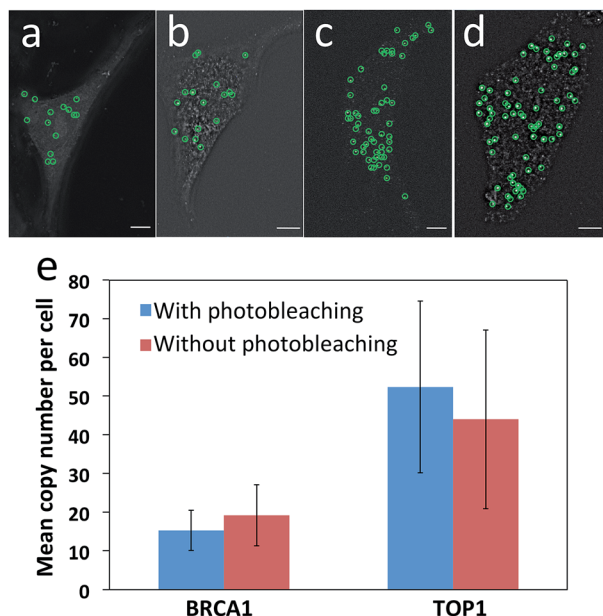 a b c d
e
80
70
60
50
40
30
20
10
0
Mean copy number per cell
With photobleaching
Without photobleaching
BRCA1 TOP1